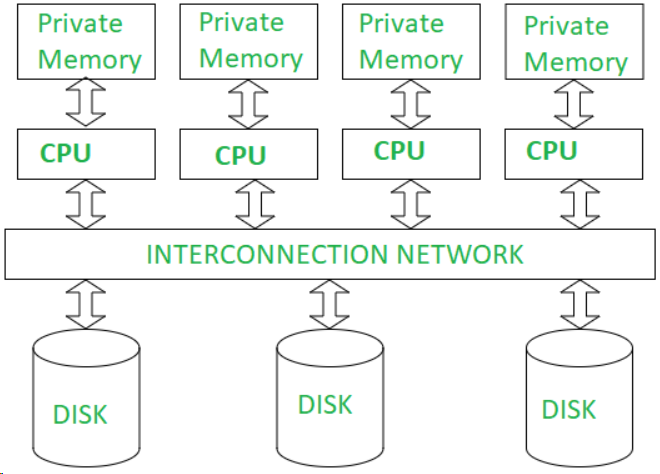 Private
Memory
Private
Memory
Private
Memory
Private
Memory
CPU
CPU
CPU
CPU
INTERCONNECTION NETWORK
DISK
DISK
DISK